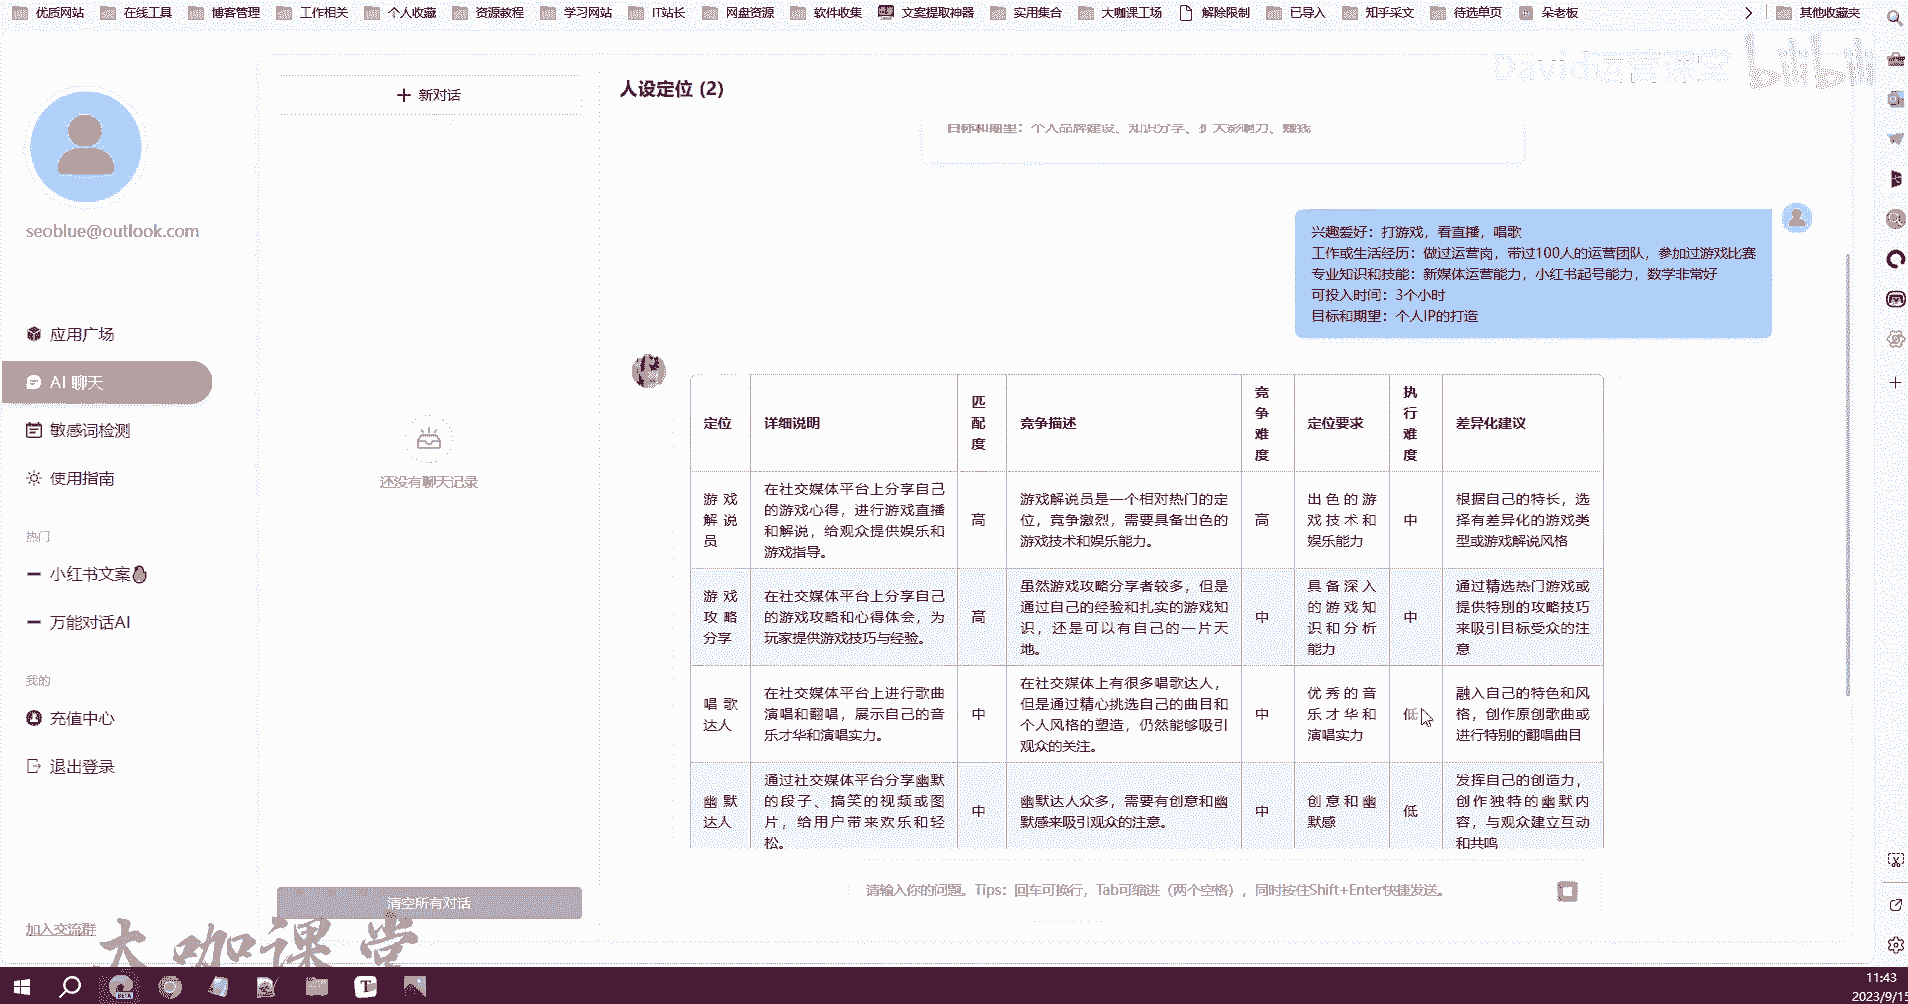 优质网站 在线工具 博客管理 工作相关 个人收藏 资源教程 学习网站 IT站长 网盘资源 软件收集 文案提取神器 实用集合 大咖课工场 解除限制 已导入 知乎采文 待选单页 朵老板 其他收藏夹
David运营课堂 bilibili
seoblue@outlook.com
应用广场
AI 聊天
敏感词检测
使用指南
热门
小红书文案
万能对话AI
我的
充值中心
退出登录
加入交流群
大咖课堂
新对话
还没有聊天记录
清空所有对话
人设定位 (2)
目标和期望：个人品牌建设、知识分享、扩大影响力、赚钱
兴趣爱好：打游戏，看直播，唱歌
工作或生活经历：做过运营岗，带过100人的运营团队，参加过游戏比赛
专业知识和技能：新媒体运营能力，小红书起号能力，数学非常好
可投入时间：3个小时
目标和期望：个人IP的打造
定位 详细说明 匹配度 竞争描述 竞争难度 定位要求 执行难度 差异化建议
游戏解说员 在社交媒体平台上分享自己的游戏心得，进行游戏直播和解说，给观众提供娱乐和游戏指导。 高 游戏解说员是一个相对热门的定位，竞争激烈，需要具备出色的游戏技术和娱乐能力。 高 出色的游戏技术和娱乐能力 中 根据自己的特长，选择有差异化的游戏类型或游戏解说风格
游戏攻略分享 在社交媒体平台上分享自己的游戏攻略和心得体会，为玩家提供游戏技巧与经验。 高 虽然游戏攻略分享者较多，但是通过自己的经验和扎实的游戏知识，还是可以有自己的一片天地。 中 具备深入的游戏知识和分析能力 中 通过精选热门游戏或提供特别的攻略技巧来吸引目标受众的注意
唱歌达人 在社交媒体平台上进行歌曲演唱和翻唱，展示自己的音乐才华和演唱实力。 中 在社交媒体上有很多唱歌达人，但是通过精心挑选自己的曲目和个人风格的塑造，仍然能够吸引观众的关注。 中 优秀的音乐才华和演唱实力 低 融入自己的特色和风格，创作原创歌曲或进行特别的翻唱曲目
幽默达人 通过社交媒体平台分享幽默的段子、搞笑的视频或图片，给用户带来欢乐和轻松。 中 幽默达人众多，需要有创意和幽默感来吸引观众的注意。 中 创意和幽默感 低 发挥自己的创造力，创作独特的幽默内容，与观众建立互动和共鸣
请输入你的问题。Tips：回车可换行，Tab可缩进（两个空格），同时按住Shift+Enter快捷发送。
11:43
2023/9/15